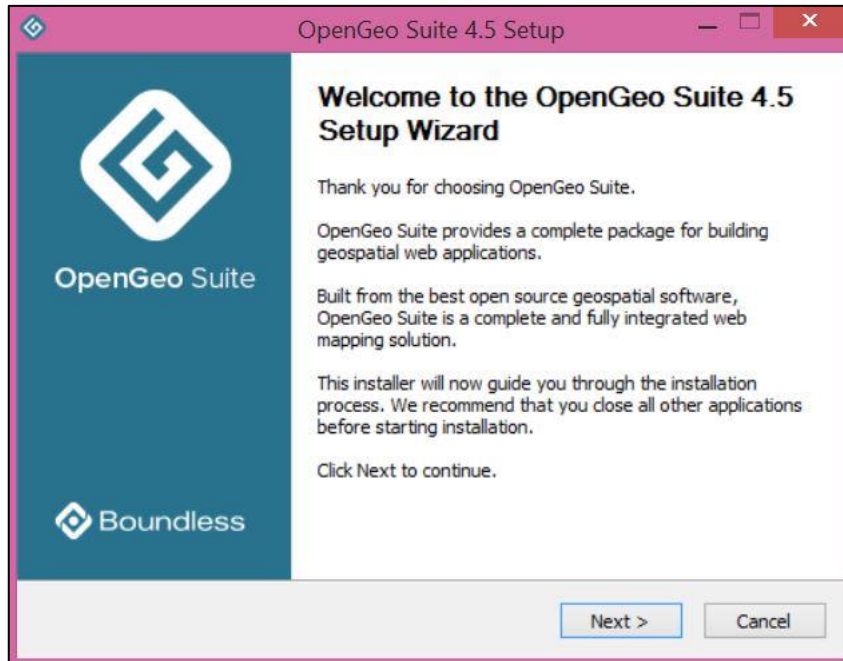 OpenGeo Suite 4.5 Setup
Welcome to the OpenGeo Suite 4.5
Setup Wizard
Thank you for choosing OpenGeo Suite.
OpenGeo Suite provides a complete package for building
geospatial web applications.
Built from the best open source geospatial software,
OpenGeo Suite is a complete and fully integrated web
mapping solution.
This installer will now guide you through the installation
process. We recommend that you close all other applications
before starting installation.
Click Next to continue.
OpenGeo Suite
Boundless
Next >
Cancel